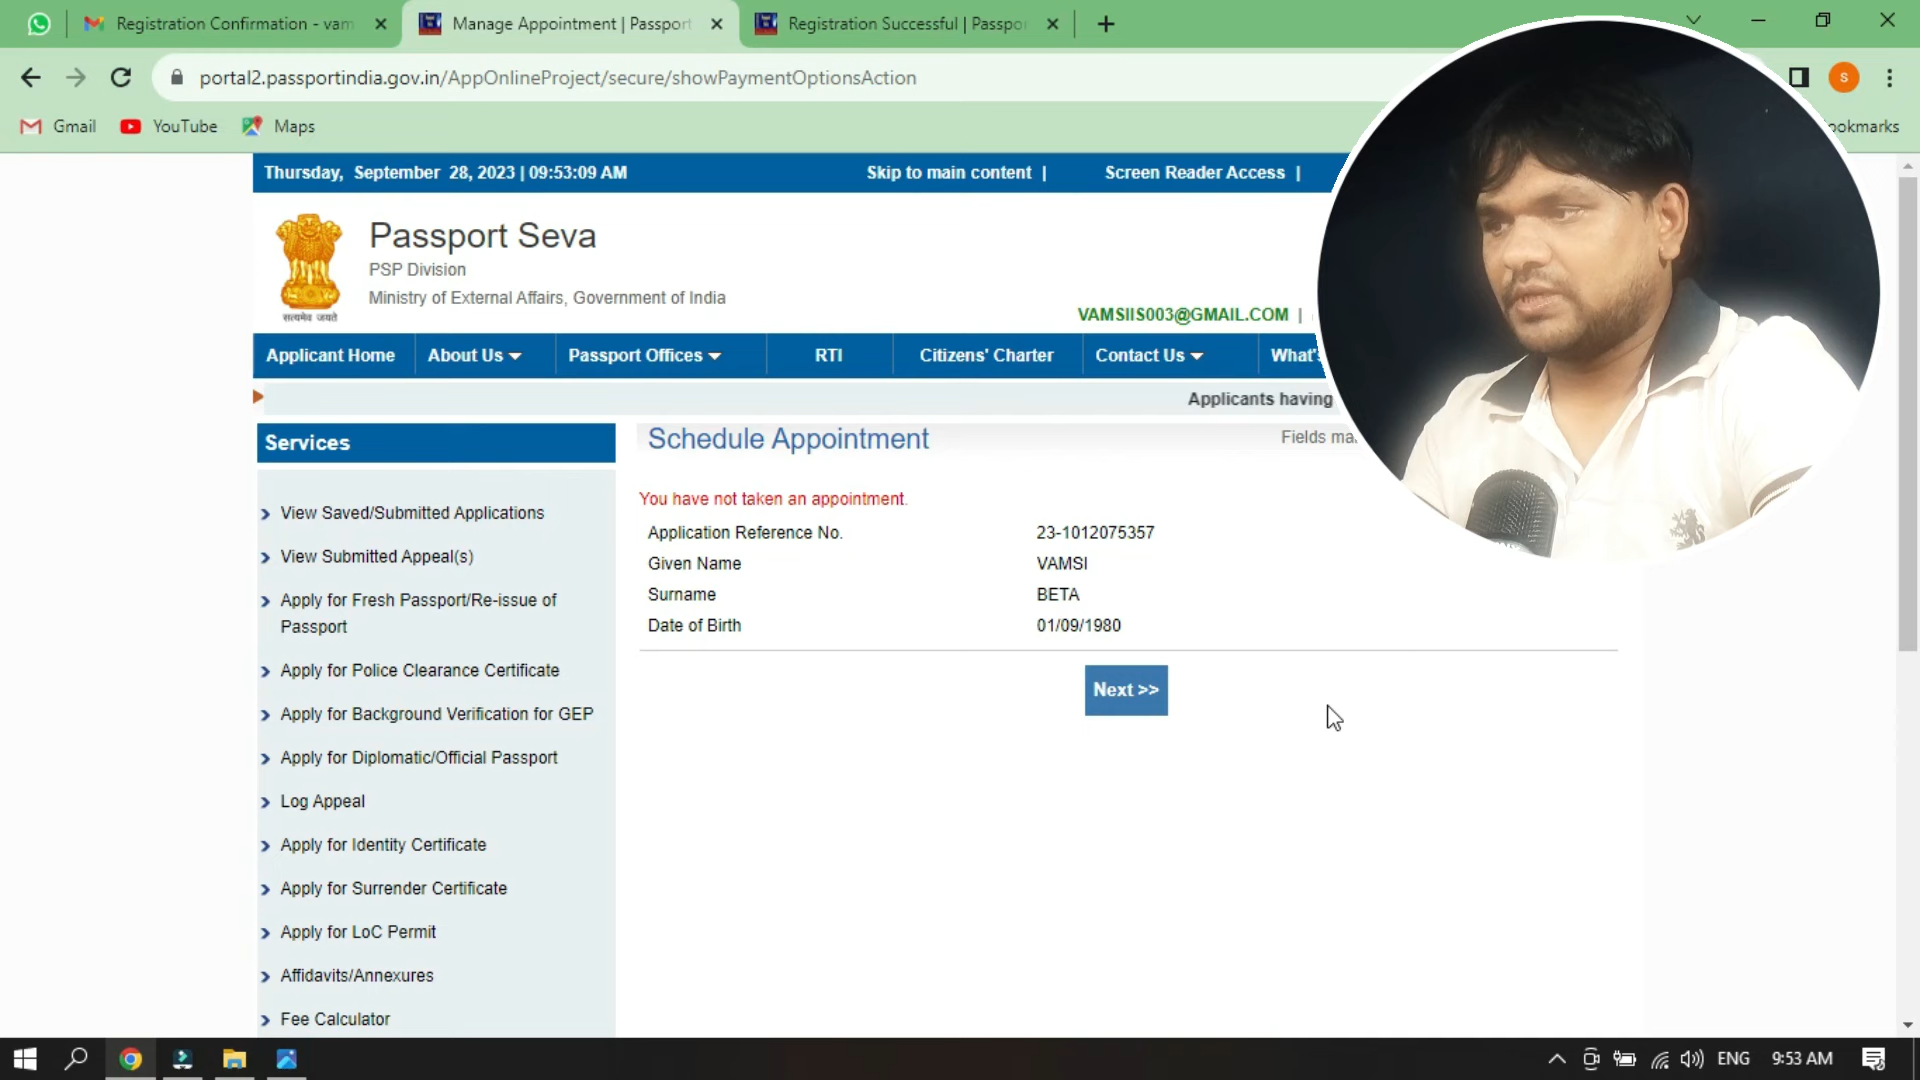 Registration Confirmation - vam
Manage Appointment | Passport
Registration Successful | Passpo
portal2.passportindia.gov.in/AppOnlineProject/secure/showPaymentOptionsAction
S
Gmail
YouTube
Maps
ookmarks
Thursday, September 28, 2023 | 09:53:09 AM
Skip to main content |
Screen Reader Access |
Passport Seva
PSP Division
Ministry of External Affairs, Government of India
सत्यमेव जयते
VAMSIIS003@GMAIL.COM |
Applicant Home
About Us
Passport Offices
RTI
Citizens' Charter
Contact Us
What's
Applicants having
Services
Schedule Appointment
Fields ma
You have not taken an appointment.
Application Reference No. 23-1012075357
Given Name VAMSI
Surname BETA
Date of Birth 01/09/1980
Next >>
View Saved/Submitted Applications
View Submitted Appeal(s)
Apply for Fresh Passport/Re-issue of
Passport
Apply for Police Clearance Certificate
Apply for Background Verification for GEP
Apply for Diplomatic/Official Passport
Log Appeal
Apply for Identity Certificate
Apply for Surrender Certificate
Apply for LoC Permit
Affidavits/Annexures
Fee Calculator
ENG
9:53 AM